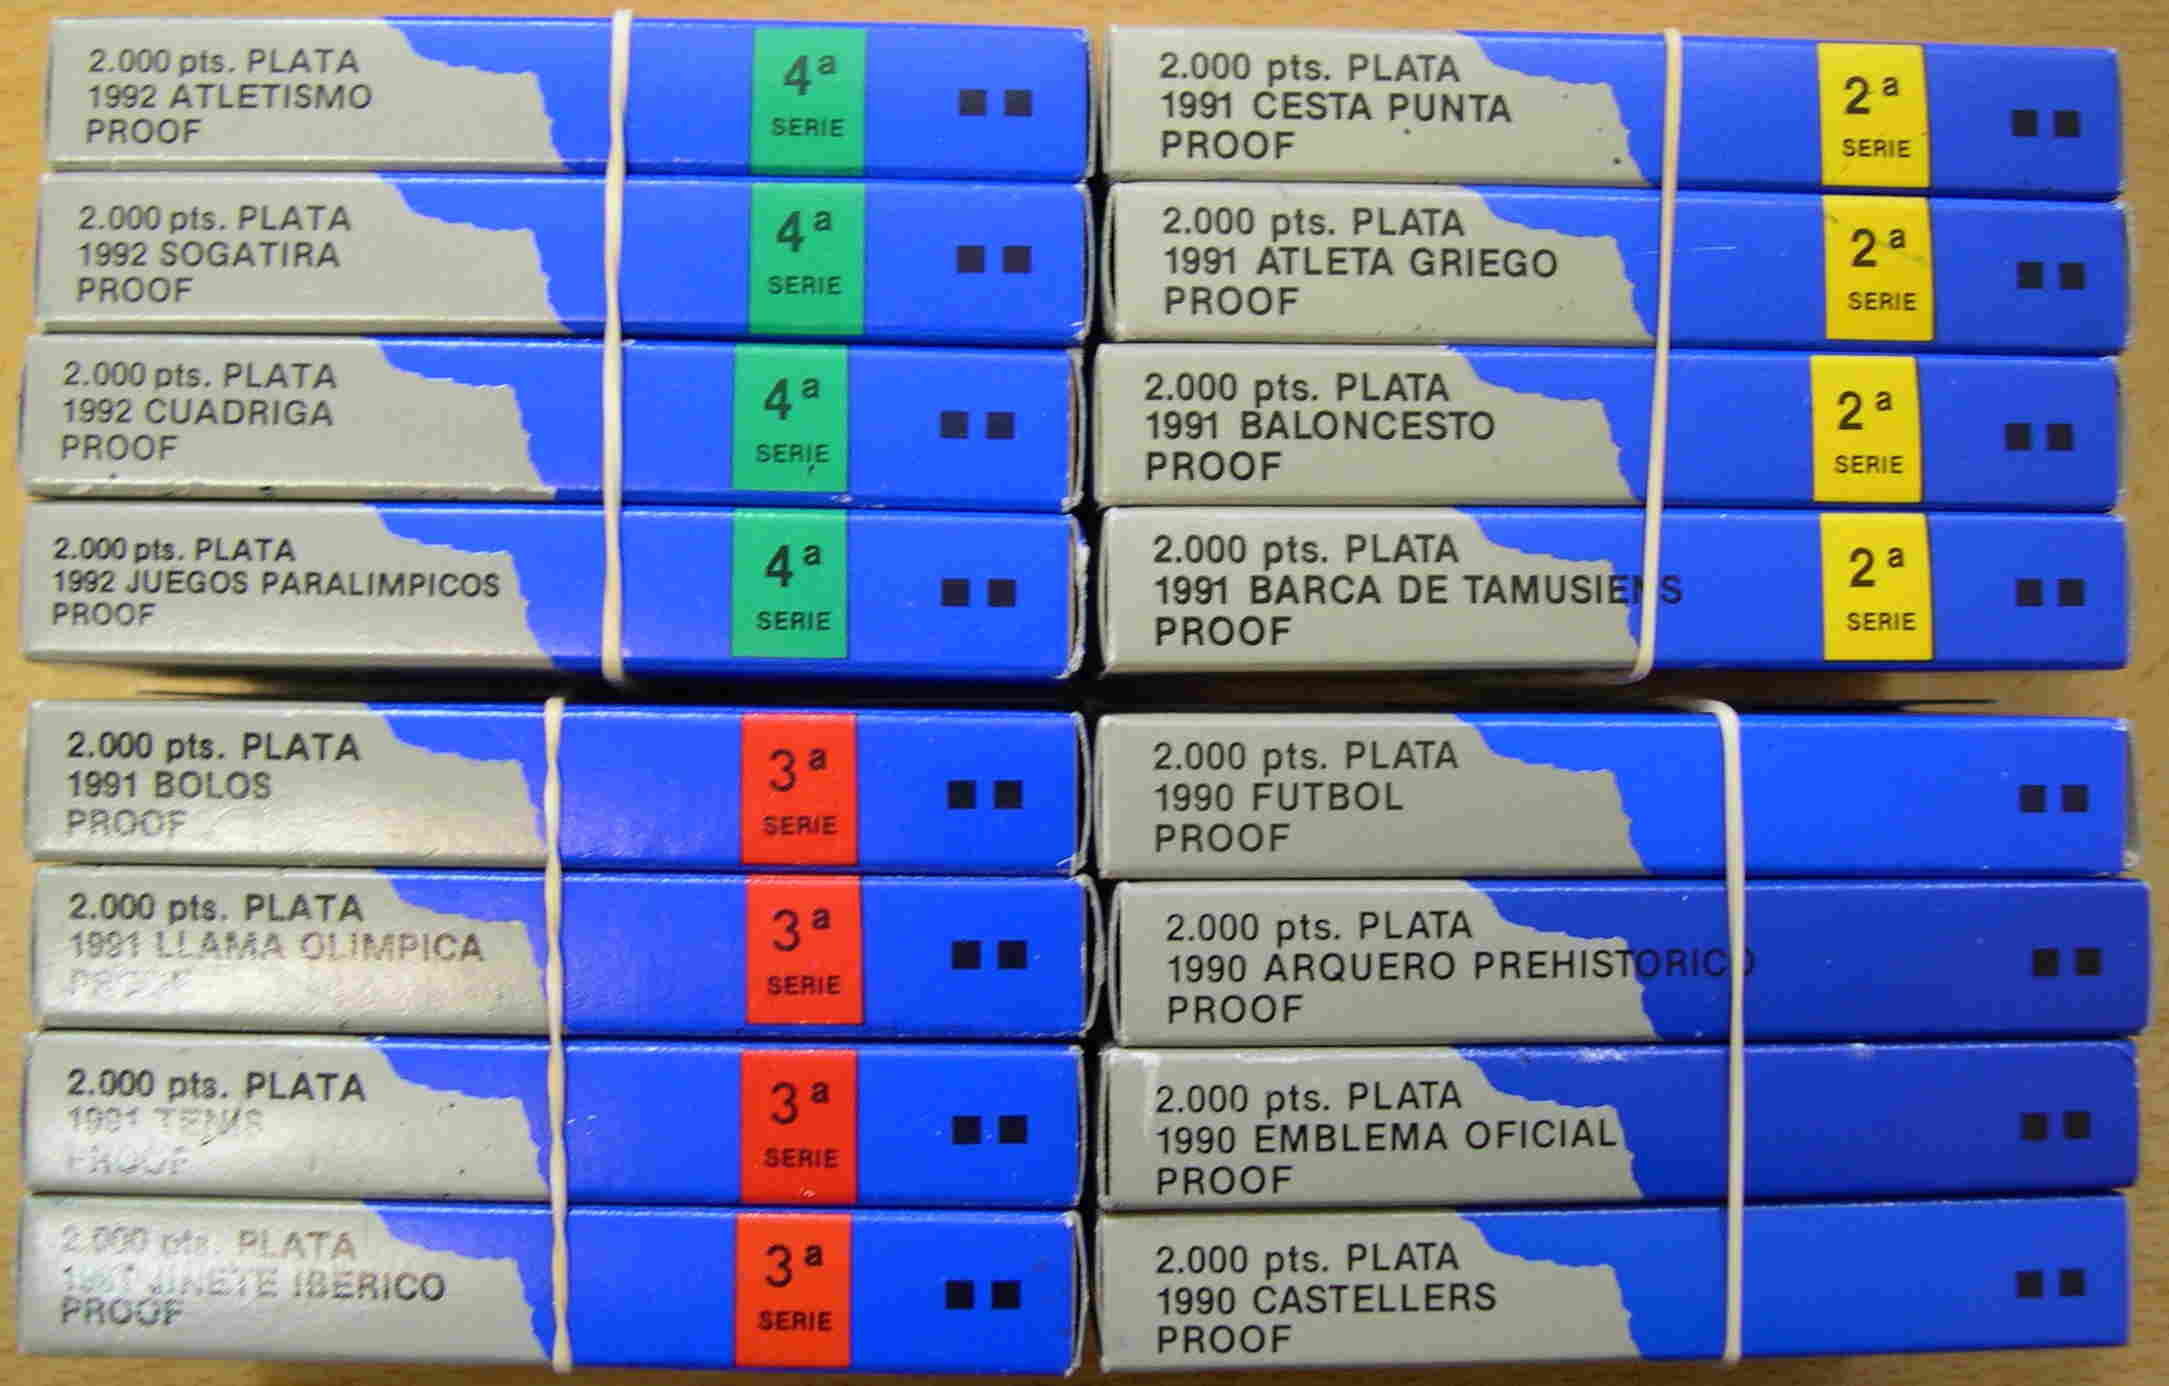 2.000 pts. PLATA
1992 ATLETISMO
PROOF
4ª
SERIE
2.000 pts. PLATA
1992 SOGATIRA
PROOF
4ª
SERIE
2.000 pts. PLATA
1992 CUADRIGA
PROOF
4ª
SERIE
2.000 pts. PLATA
1992 JUEGOS PARALIMPICOS
PROOF
4ª
SERIE
2.000 pts. PLATA
1991 CESTA PUNTA
PROOF
2ª
SERIE
2.000 pts. PLATA
1991 ATLETA GRIEGO
PROOF
2ª
SERIE
2.000 pts. PLATA
1991 BALONCESTO
PROOF
2ª
SERIE
2.000 pts. PLATA
1991 BARCA DE TAMUSIENS
PROOF
2ª
SERIE
2.000 pts. PLATA
1991 BOLOS
PROOF
3ª
SERIE
2.000 pts. PLATA
1991 LLAMA OLIMPICA
PROOF
3ª
SERIE
2.000 pts. PLATA
1991 TENIS
PROOF
3ª
SERIE
2.000 pts. PLATA
1991 JINETE IBERICO
PROOF
3ª
SERIE
2.000 pts. PLATA
1990 FUTBOL
PROOF
2.000 pts. PLATA
1990 ARQUERO PREHISTORICO
PROOF
2.000 pts. PLATA
1990 EMBLEMA OFICIAL
PROOF
2.000 pts. PLATA
1990 CASTELLERS
PROOF